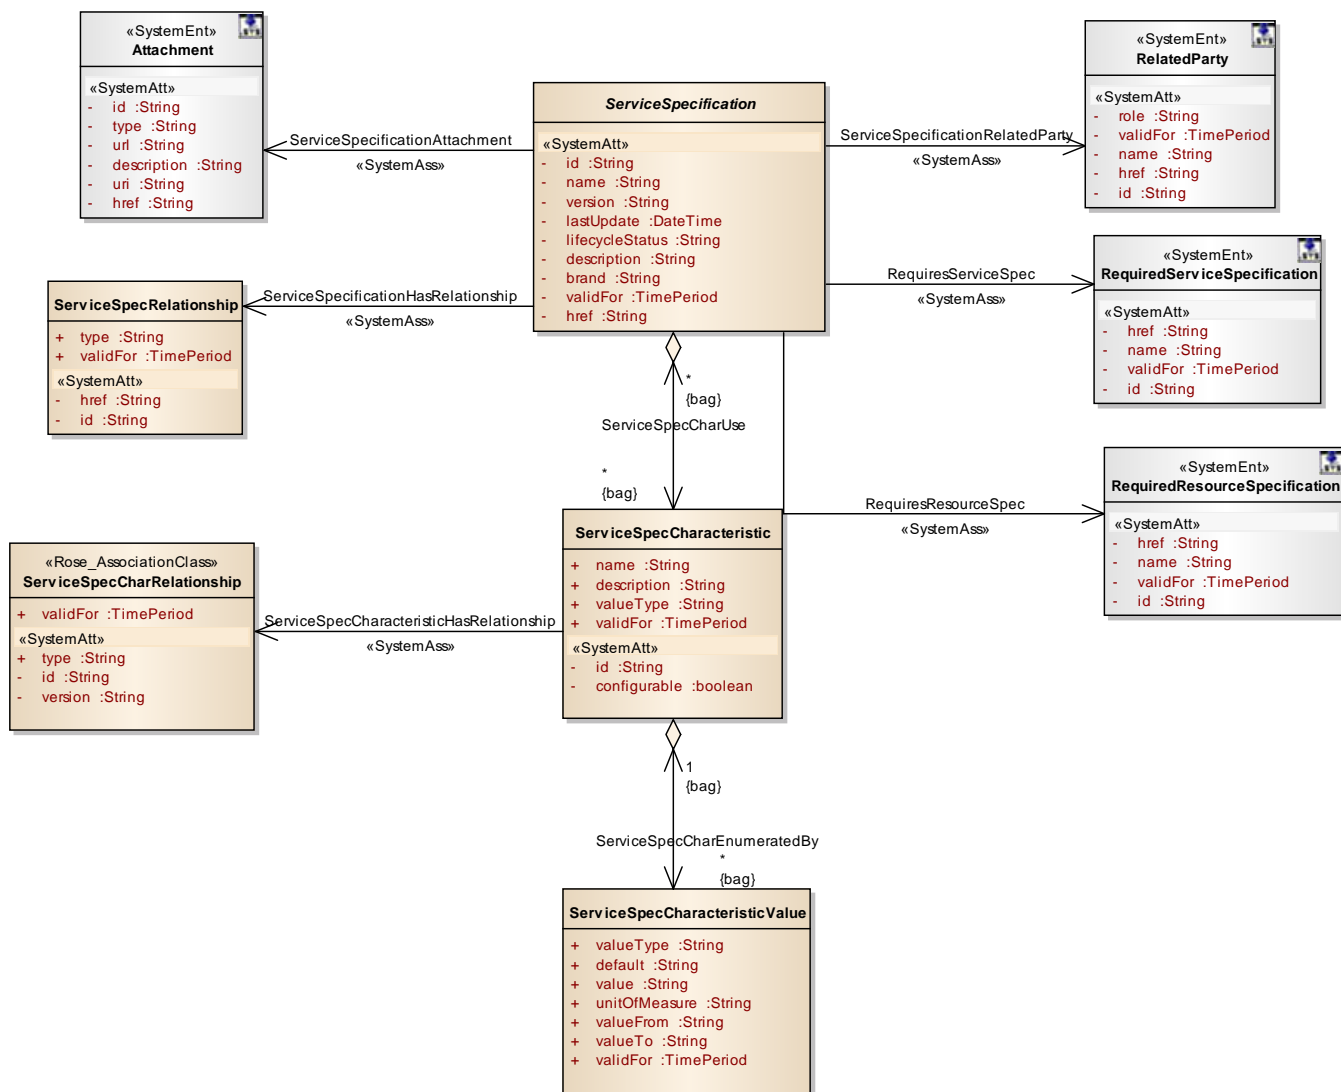 «SystemEnt»
Attachment
«SystemAtt»
- id :String
- type :String
- url :String
- description :String
- uri :String
- href :String
ServiceSpecificationAttachment
«SystemAss»
ServiceSpecification
«SystemAtt»
- id :String
- name :String
- version :String
- lastUpdate :DateTime
- lifecycleStatus :String
- description :String
- brand :String
- validFor :TimePeriod
- href :String
ServiceSpecificationRelatedParty
«SystemAss»
«SystemEnt»
RelatedParty
«SystemAtt»
- role :String
- validFor :TimePeriod
- name :String
- href :String
- id :String
ServiceSpecRelationship
+ type :String
+ validFor :TimePeriod
«SystemAtt»
- href :String
- id :String
ServiceSpecificationHasRelationship
«SystemAss»
RequiresServiceSpec
«SystemAss»
«SystemEnt»
RequiredServiceSpecification
«SystemAtt»
- href :String
- name :String
- validFor :TimePeriod
- id :String
*
{bag}
ServiceSpecCharUse
*
{bag}
RequiresResourceSpec
«SystemAss»
«SystemEnt»
RequiredResourceSpecification
«SystemAtt»
- href :String
- name :String
- validFor :TimePeriod
- id :String
«Rose_AssociationClass»
ServiceSpecCharRelationship
+ validFor :TimePeriod
«SystemAtt»
+ type :String
- id :String
- version :String
ServiceSpecCharacteristicHasRelationship
«SystemAss»
ServiceSpecCharacteristic
+ name :String
+ description :String
+ valueType :String
+ validFor :TimePeriod
«SystemAtt»
- id :String
- configurable :boolean
1
{bag}
ServiceSpecCharEnumeratedBy
*
{bag}
ServiceSpecCharacteristicValue
+ valueType :String
+ default :String
+ value :String
+ unitOfMeasure :String
+ valueFrom :String
+ valueTo :String
+ validFor :TimePeriod